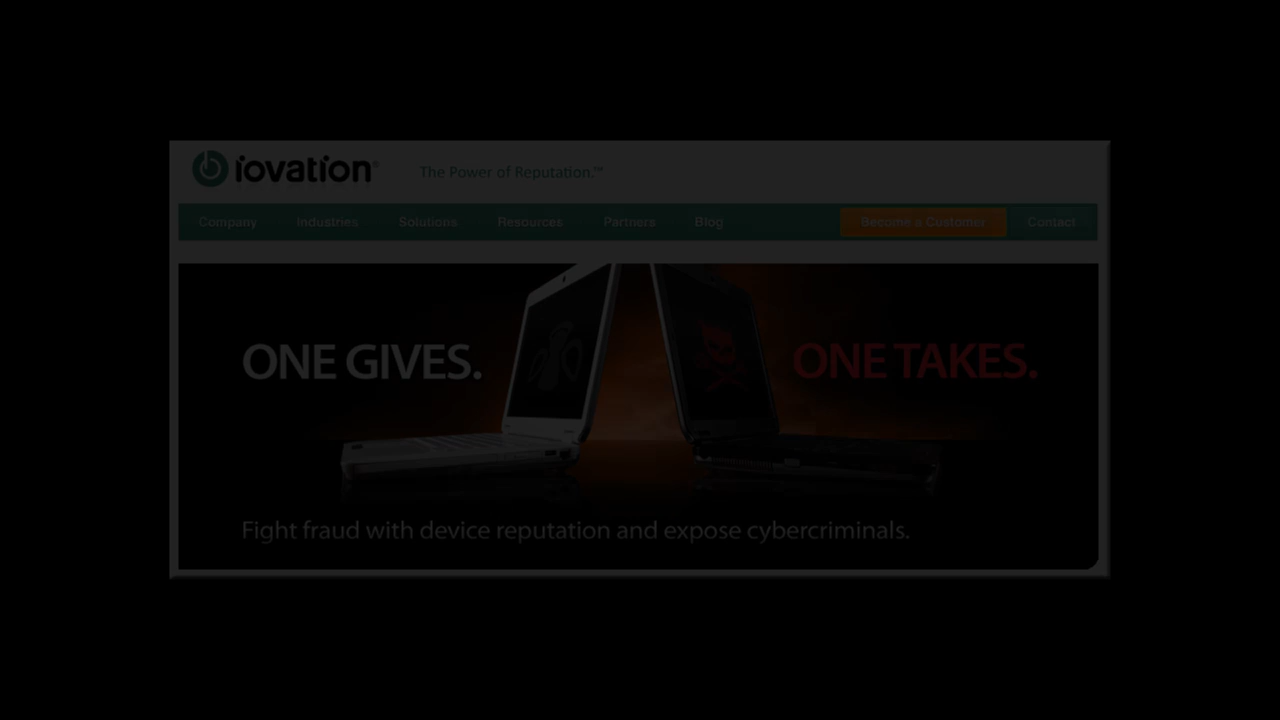 iovation®
The Power of Reputation.™
Company Industries Solutions Resources Partners Blog Become a Customer Contact
ONE GIVES. ONE TAKES.
Fight fraud with device reputation and expose cybercriminals.